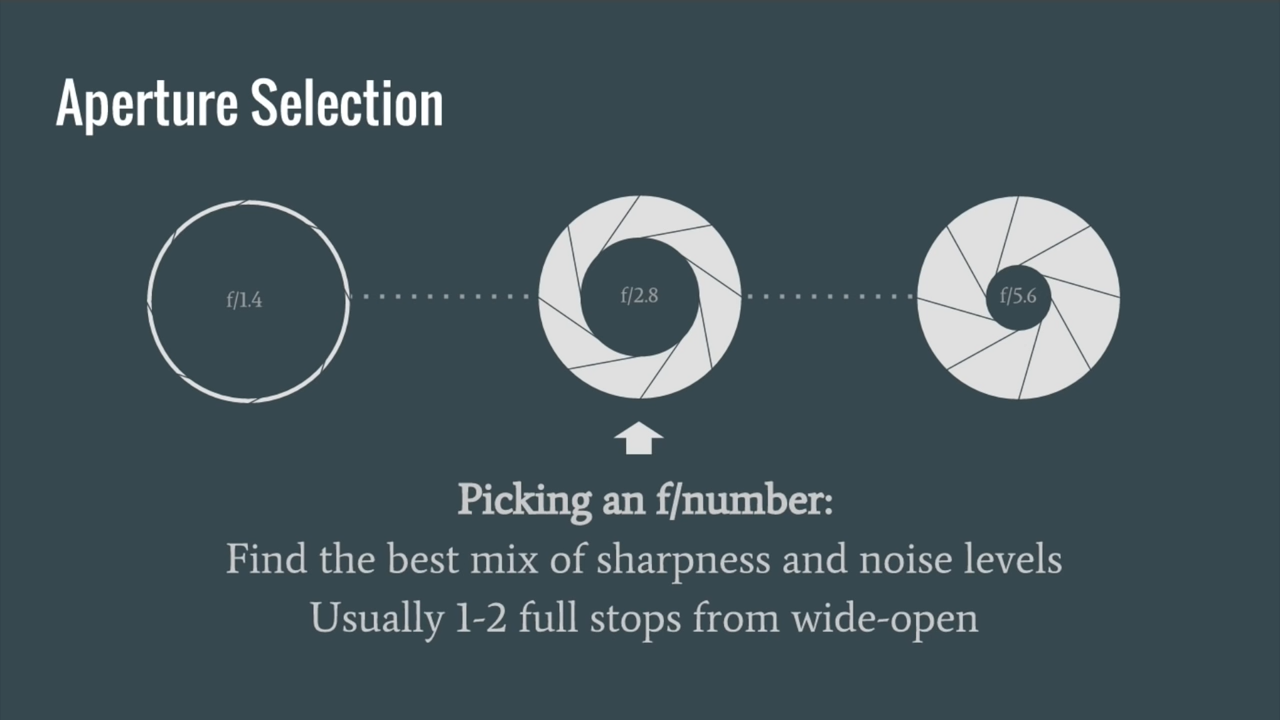 Aperture Selection
f/1.4
f/2.8
f/5.6
Picking an f/number:
Find the best mix of sharpness and noise levels
Usually 1-2 full stops from wide-open